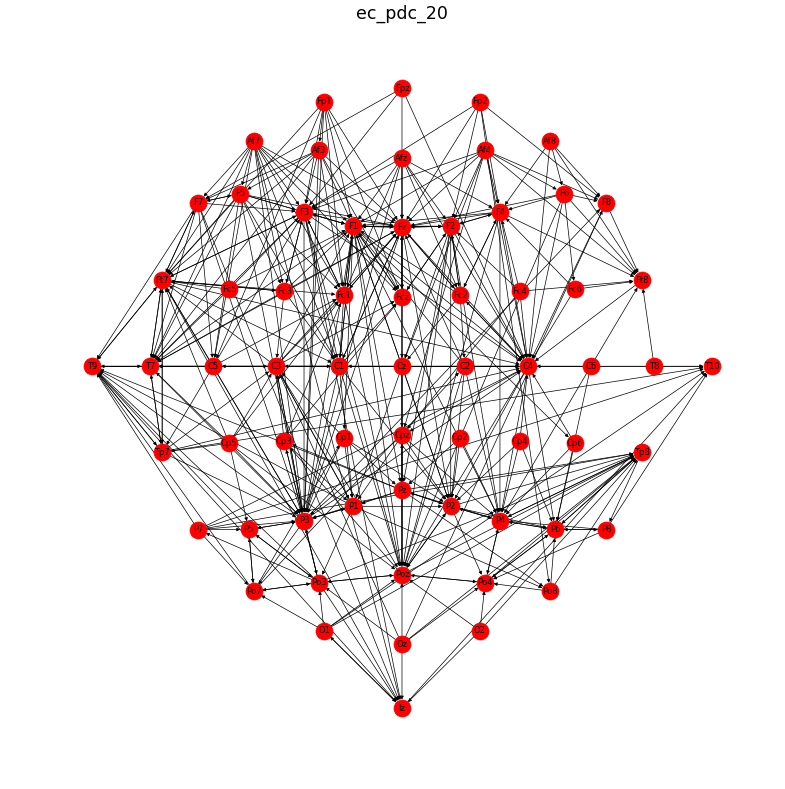 ec_pdc_20
Fpz
Fp1 Fp2
Af7 Af8
Af3 Af4
Afz
F5 F6
F7 F8
F3 F4
F1 Fz F2
Ft7 Ft8
Fc5 Fc3 Fc4 Fc6
Fc1 Fcz Fc2
T9 T7 C5 C3 C1 Cz C2 C4 C6 T8 T10
Cp5 Cp3 Cp1 Cpz Cp2 Cp4 Cp6
Tp7 Tp8
Pz
P1 P2
P3 P4
P7 P5 P6 P8
Poz
Po3 Po4
Po7 Po8
O1 O2
Oz
Iz